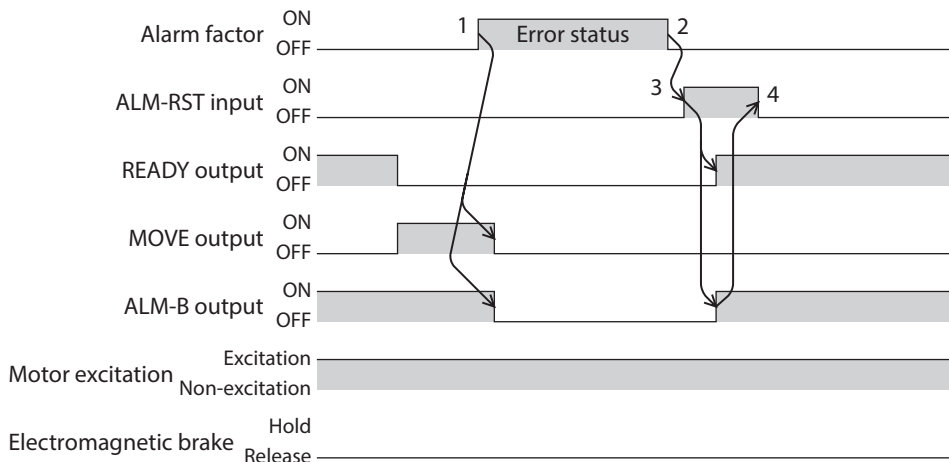 Alarm factor ON OFF 1 Error status 2
ALM-RST input ON OFF 3 4
READY output ON OFF
MOVE output ON OFF
ALM-B output ON OFF
Motor excitation Excitation Non-excitation
Electromagnetic brake Hold Release